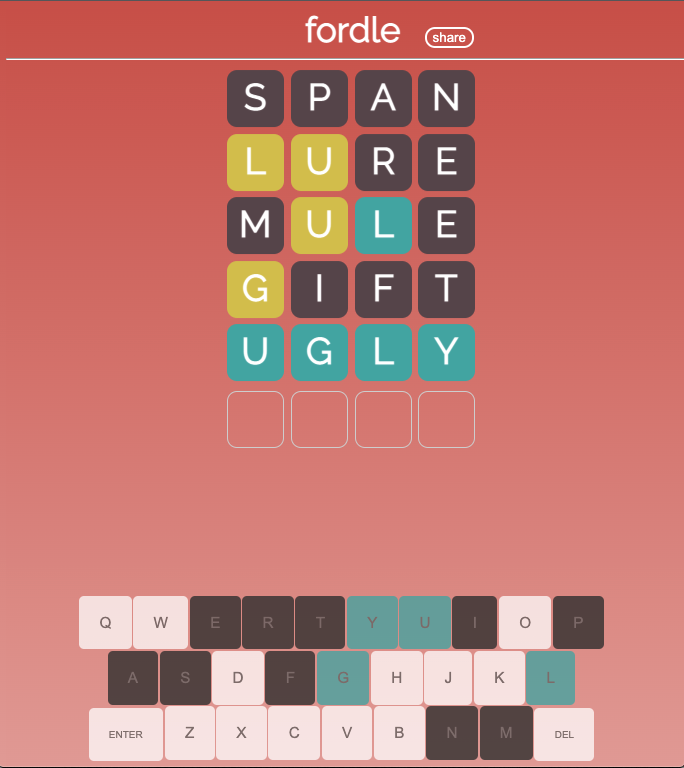 fordle share
S P A N
L U R E
M U L E
G I F T
U G L Y
Q W E R T Y U I O P
A S D F G H J K L
ENTER Z X C V B N M DEL